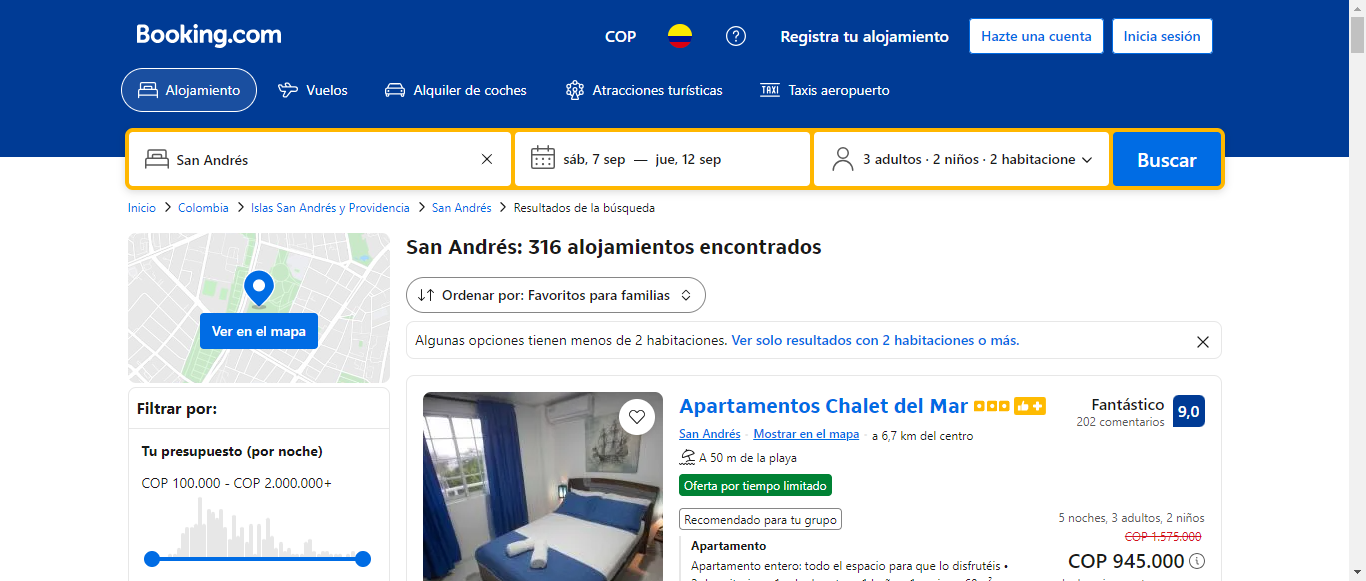 Booking.com
COP
Registra tu alojamiento
Hazte una cuenta
Inicia sesión
Alojamiento
Vuelos
Alquiler de coches
Atracciones turísticas
TAXI
Taxis aeropuerto
San Andrés
sáb, 7 sep — jue, 12 sep
3 adultos · 2 niños · 2 habitacione
Buscar
Inicio
Colombia
Islas San Andrés y Providencia
San Andrés
Resultados de la búsqueda
Ver en el mapa
San Andrés: 316 alojamientos encontrados
Ordenar por: Favoritos para familias
Algunas opciones tienen menos de 2 habitaciones. Ver solo resultados con 2 habitaciones o más.
Filtrar por:
Tu presupuesto (por noche)
COP 100.000 - COP 2.000.000+
Apartamentos Chalet del Mar
Fantástico
9,0
202 comentarios
San Andrés · Mostrar en el mapa · a 6,7 km del centro
A 50 m de la playa
Oferta por tiempo limitado
Recomendado para tu grupo
5 noches, 3 adultos, 2 niños
Apartamento
COP 1.575.000
COP 945.000
Apartamento entero: todo el espacio para que lo disfrutéis •